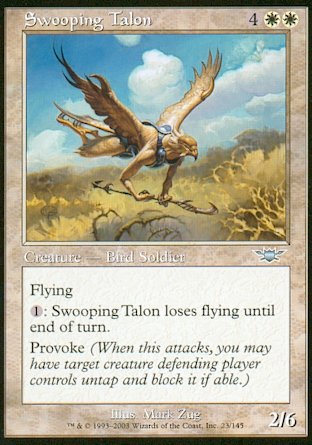 Swooping Talon 4
Creature — Bird Soldier
Flying
1: Swooping Talon loses flying until
end of turn.
Provoke (When this attacks, you may
have target creature defending player
controls untap and block it if able.)
Illus. Mark Zug
™ & © 1993-2003 Wizards of the Coast, Inc. 23/145
2/6